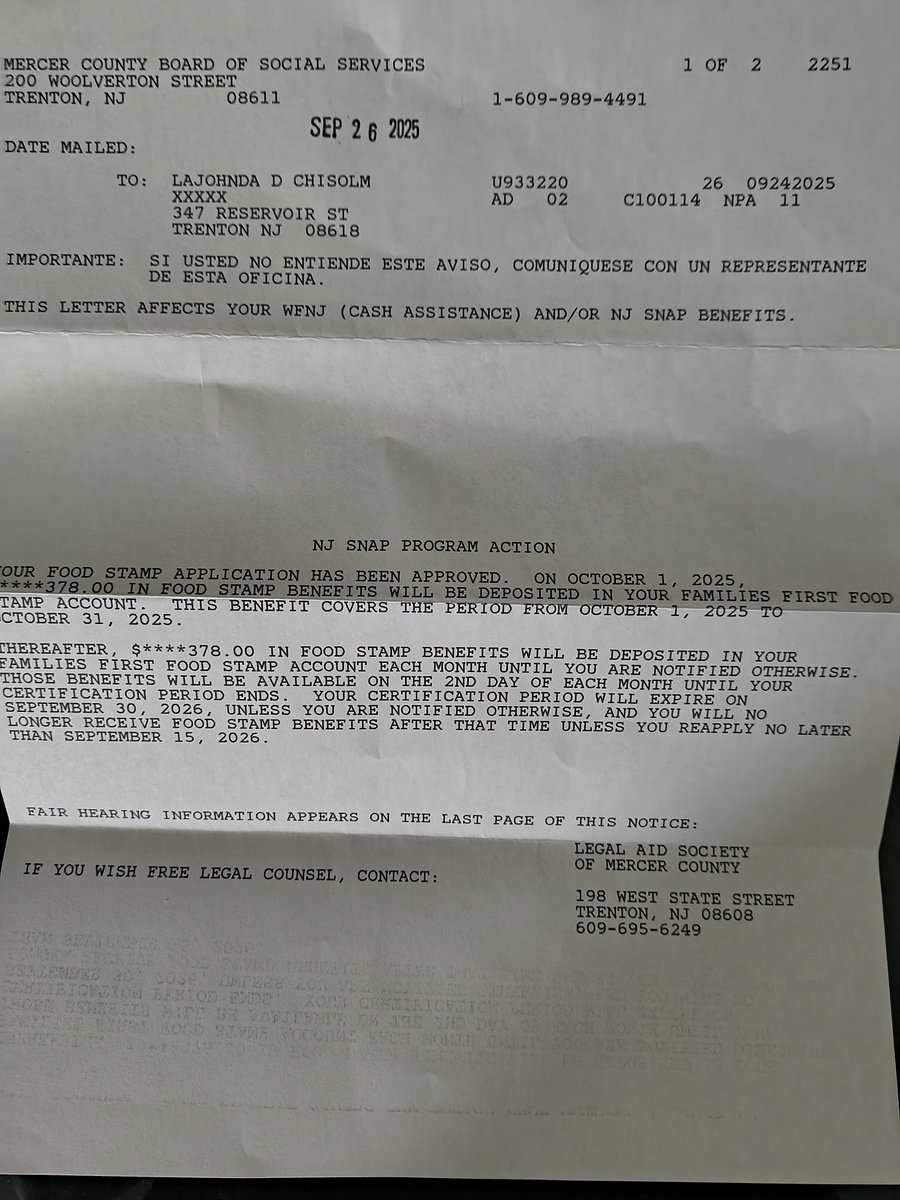 MERCER COUNTY BOARD OF SOCIAL SERVICES 1 OF 2 2251
200 WOOLVERTON STREET
TRENTON, NJ 08611 1-609-989-4491
SEP 26 2025
DATE MAILED:
TO: LAJOHNDA D CHISOLM U933220 26 09242025
XXXXX AD 02 C100114 NPA 11
347 RESERVOIR ST
TRENTON NJ 08618
IMPORTANTE: SI USTED NO ENTIENDE ESTE AVISO, COMUNIQUESE CON UN REPRESENTANTE
DE ESTA OFICINA.
THIS LETTER AFFECTS YOUR WFNJ (CASH ASSISTANCE) AND/OR NJ SNAP BENEFITS.
NJ SNAP PROGRAM ACTION
OUR FOOD STAMP APPLICATION HAS BEEN APPROVED. ON OCTOBER 1, 2025,
****378.00 IN FOOD STAMP BENEFITS WILL BE DEPOSITED IN YOUR FAMILIES FIRST FOOD
TAMP ACCOUNT. THIS BENEFIT COVERS THE PERIOD FROM OCTOBER 1, 2025 TO
CTOBER 31, 2025.
THEREAFTER, $****378.00 IN FOOD STAMP BENEFITS WILL BE DEPOSITED IN YOUR
FAMILIES FIRST FOOD STAMP ACCOUNT EACH MONTH UNTIL YOU ARE NOTIFIED OTHERWISE.
THOSE BENEFITS WILL BE AVAILABLE ON THE 2ND DAY OF EACH MONTH UNTIL YOUR
CERTIFICATION PERIOD ENDS. YOUR CERTIFICATION PERIOD WILL EXPIRE ON
SEPTEMBER 30, 2026, UNLESS YOU ARE NOTIFIED OTHERWISE, AND YOU WILL NO
LONGER RECEIVE FOOD STAMP BENEFITS AFTER THAT TIME UNLESS YOU REAPPLY NO LATER
THAN SEPTEMBER 15, 2026.
FAIR HEARING INFORMATION APPEARS ON THE LAST PAGE OF THIS NOTICE:
LEGAL AID SOCIETY
OF MERCER COUNTY
IF YOU WISH FREE LEGAL COUNSEL, CONTACT:
198 WEST STATE STREET
TRENTON, NJ 08608
609-695-6249